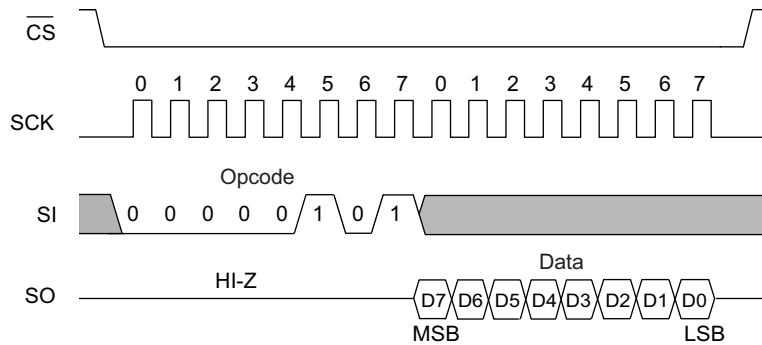 CS
0 1 2 3 4 5 6 7 0 1 2 3 4 5 6 7
SCK
Opcode
SI 0 0 0 0 0 1 0 1
Data
HI-Z
SO D7 D6 D5 D4 D3 D2 D1 D0
MSB LSB